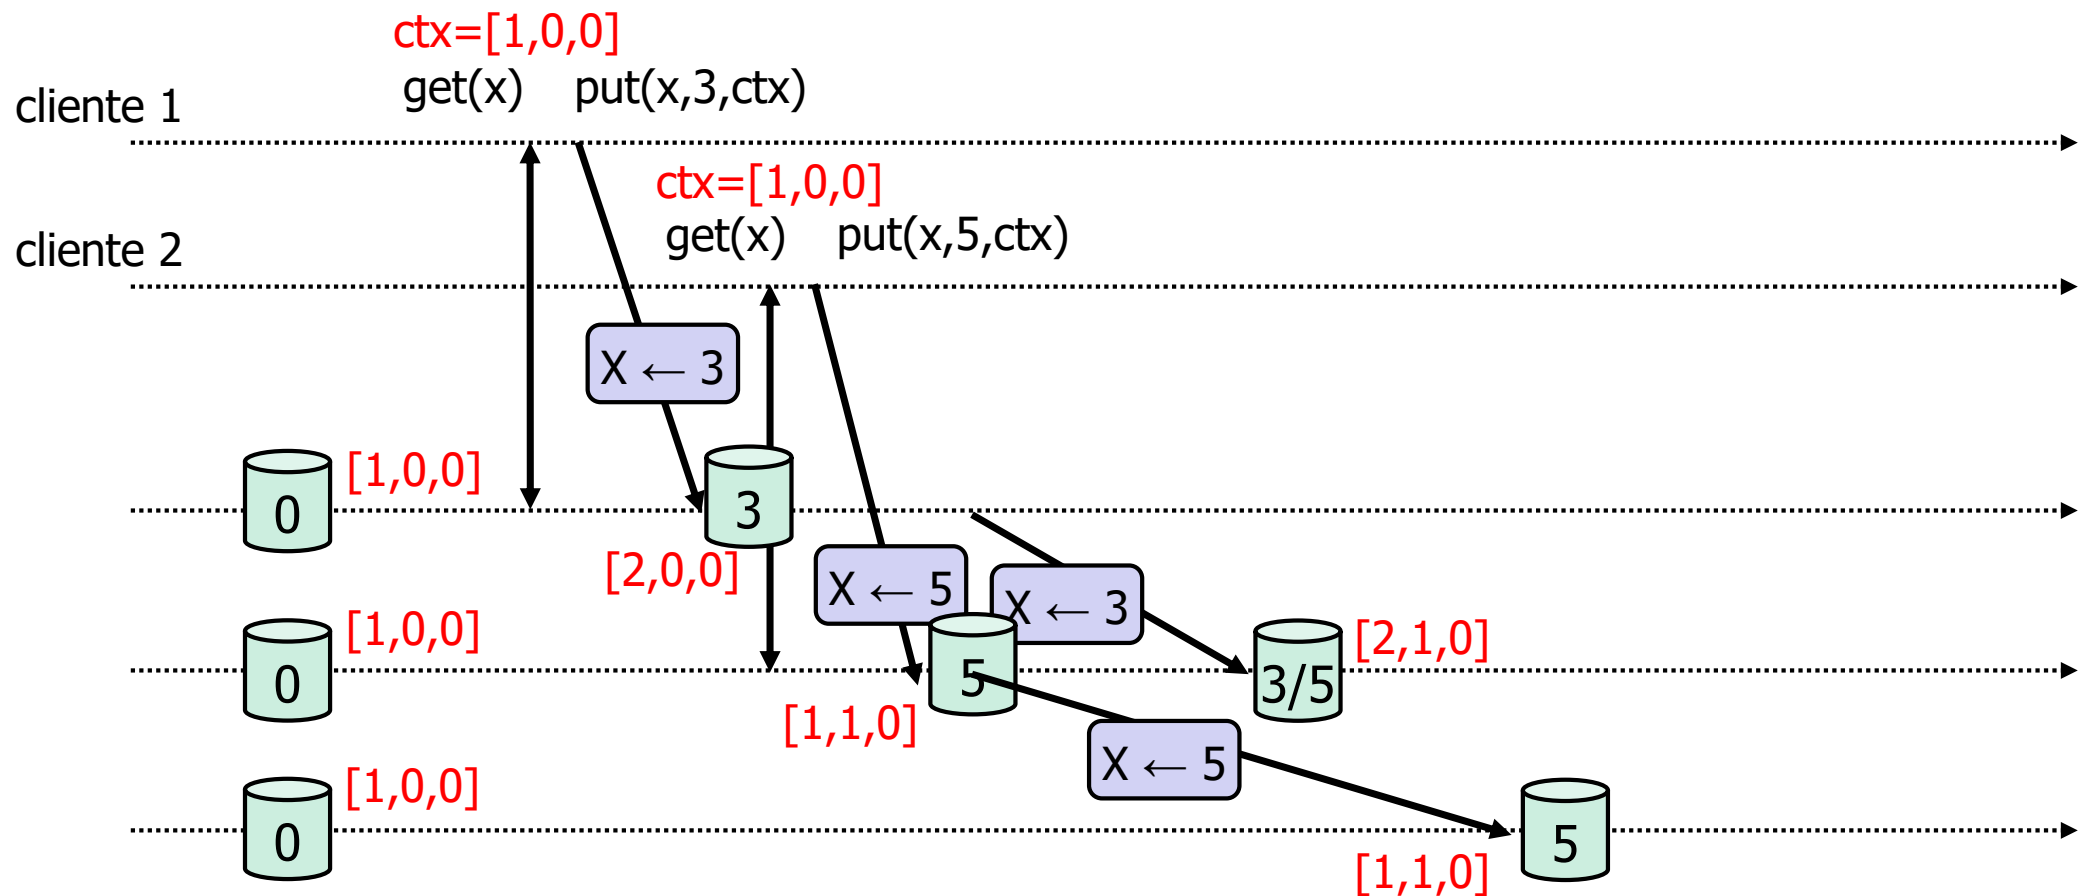 ctx=[1,0,0]
get(x) put(x,3,ctx)
cliente 1
ctx=[1,0,0]
get(x) put(x,5,ctx)
cliente 2
X ← 3
[1,0,0]
0
3
[2,0,0]
X ← 5
X ← 3
[1,0,0]
0
5
3/5
[2,1,0]
[1,1,0]
X ← 5
[1,0,0]
0
5
[1,1,0]